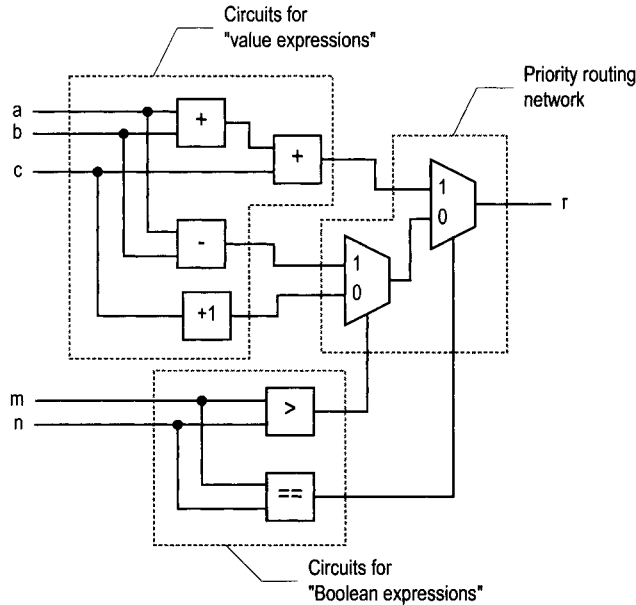 Circuits for
"value expressions"
Priority routing
network
a
b
c
+
+
1
0
r
-
1
0
+1
m
n
>
==
Circuits for
"Boolean expressions"